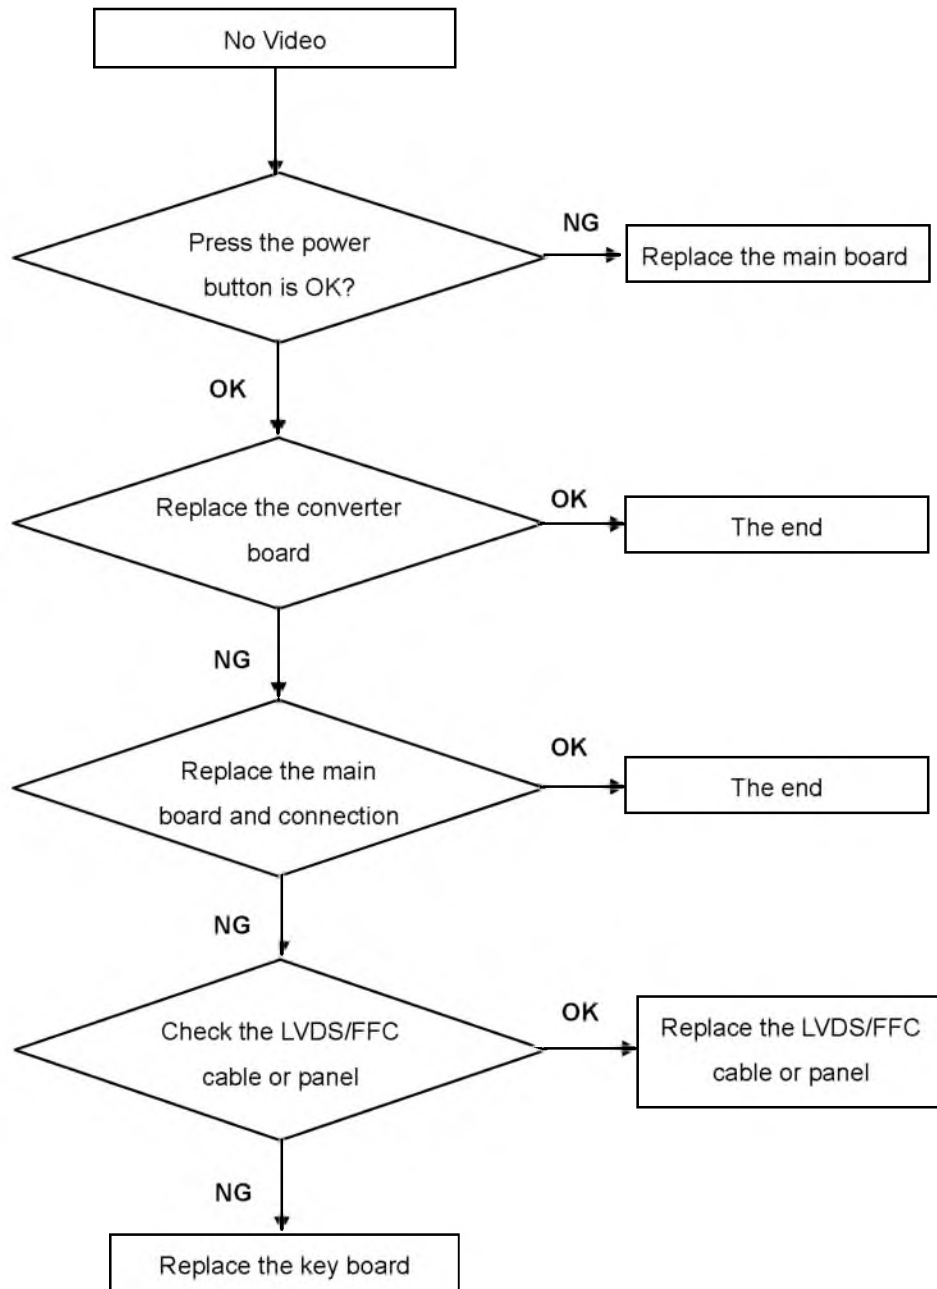 No Video
Press the power
button is OK?
NG
Replace the main board
OK
Replace the converter
board
OK
The end
NG
Replace the main
board and connection
OK
The end
NG
Check the LVDS/FFC
cable or panel
OK
Replace the LVDS/FFC
cable or panel
NG
Replace the key board